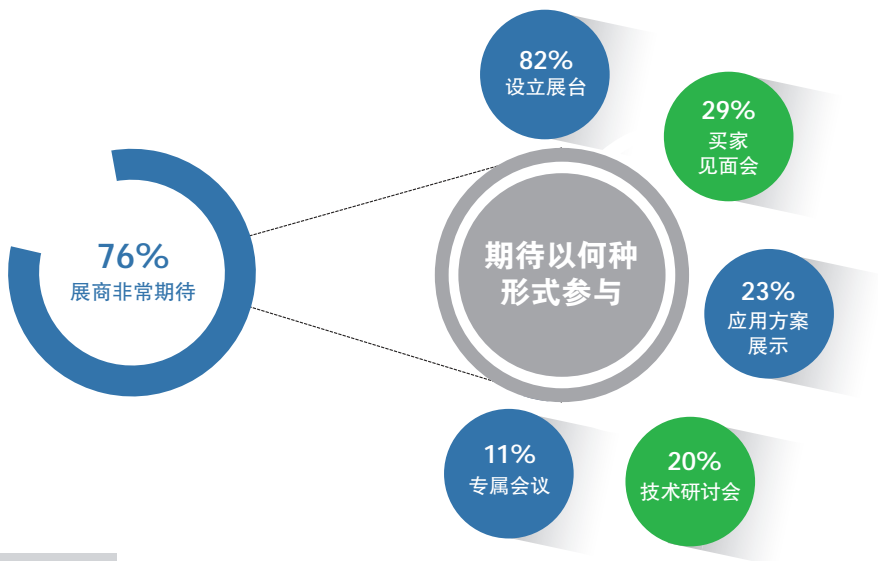 76%
展商非常期待
期待以何种
形式参与
82%
设立展台
29%
买家
见面会
23%
应用方案
展示
20%
技术研讨会
11%
专属会议